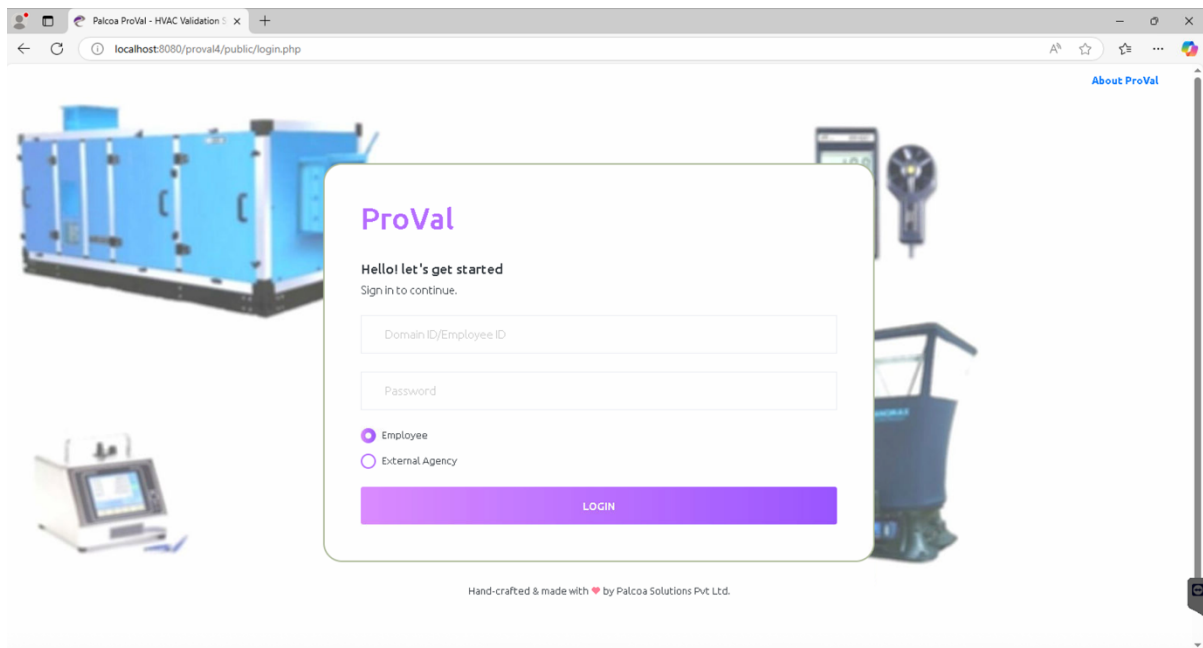 Palcoa ProVal - HVAC Validation S
localhost:8080/proval4/public/login.php
About ProVal
ProVal
Hello! let's get started
Sign in to continue.
Domain ID/Employee ID
Password
Employee
External Agency
LOGIN
Hand-crafted & made with ❤ by Palcoa Solutions Pvt Ltd.